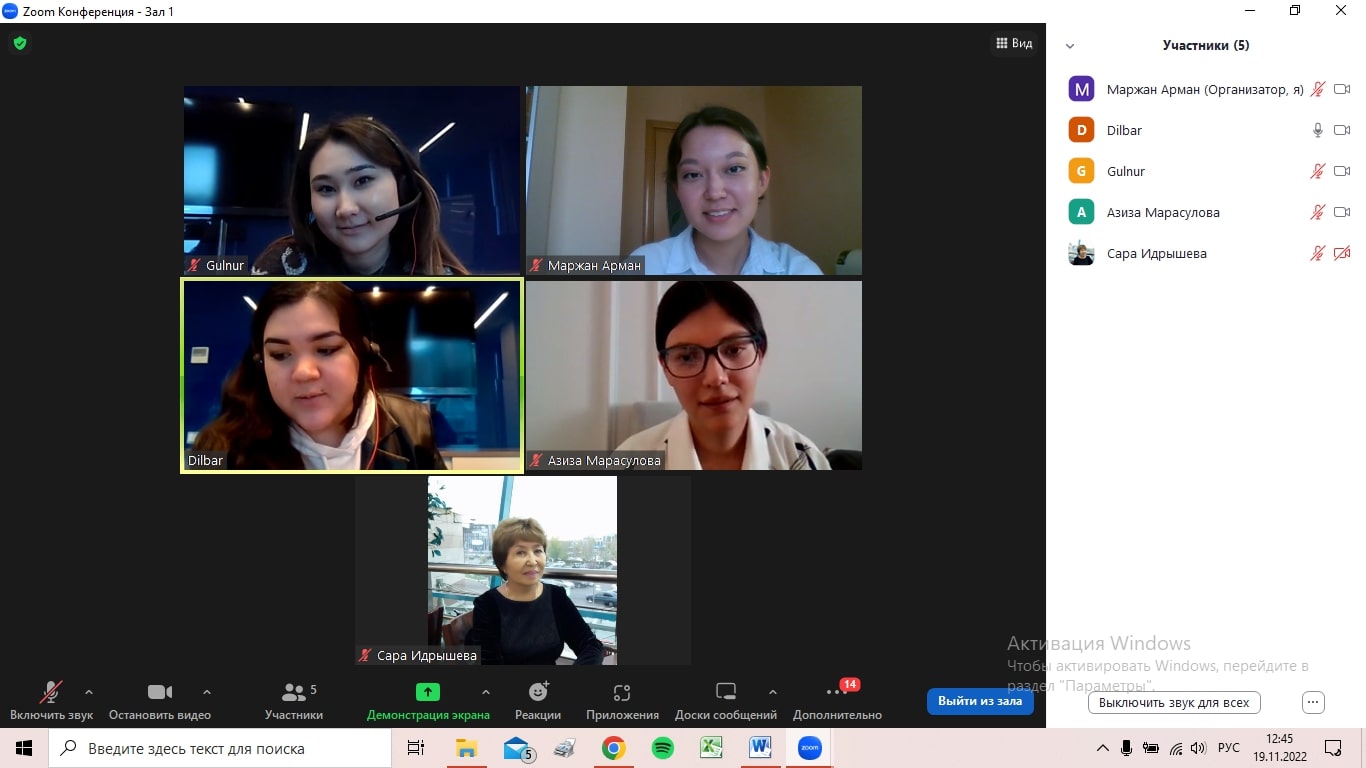 Zoom Конференция - Зал 1
Вид
Участники (5)
M Маржан Арман (Организатор, я)
D Dilbar
G Gulnur
A Азиза Марасулова
Сара Идрышева
Gulnur
Маржан Арман
Dilbar
Азиза Марасулова
Сара Идрышева
Активация Windows
Чтобы активировать Windows, перейдите в
раздел "Параметры".
5
14
Включить звук
Остановить видео
Участники
Демонстрация экрана
Реакции
Приложения
Доски сообщений
Дополнительно
Выйти из зала
Выключить звук для всех
Введите здесь текст для поиска
5
zoom
РУС
12:45
19.11.2022